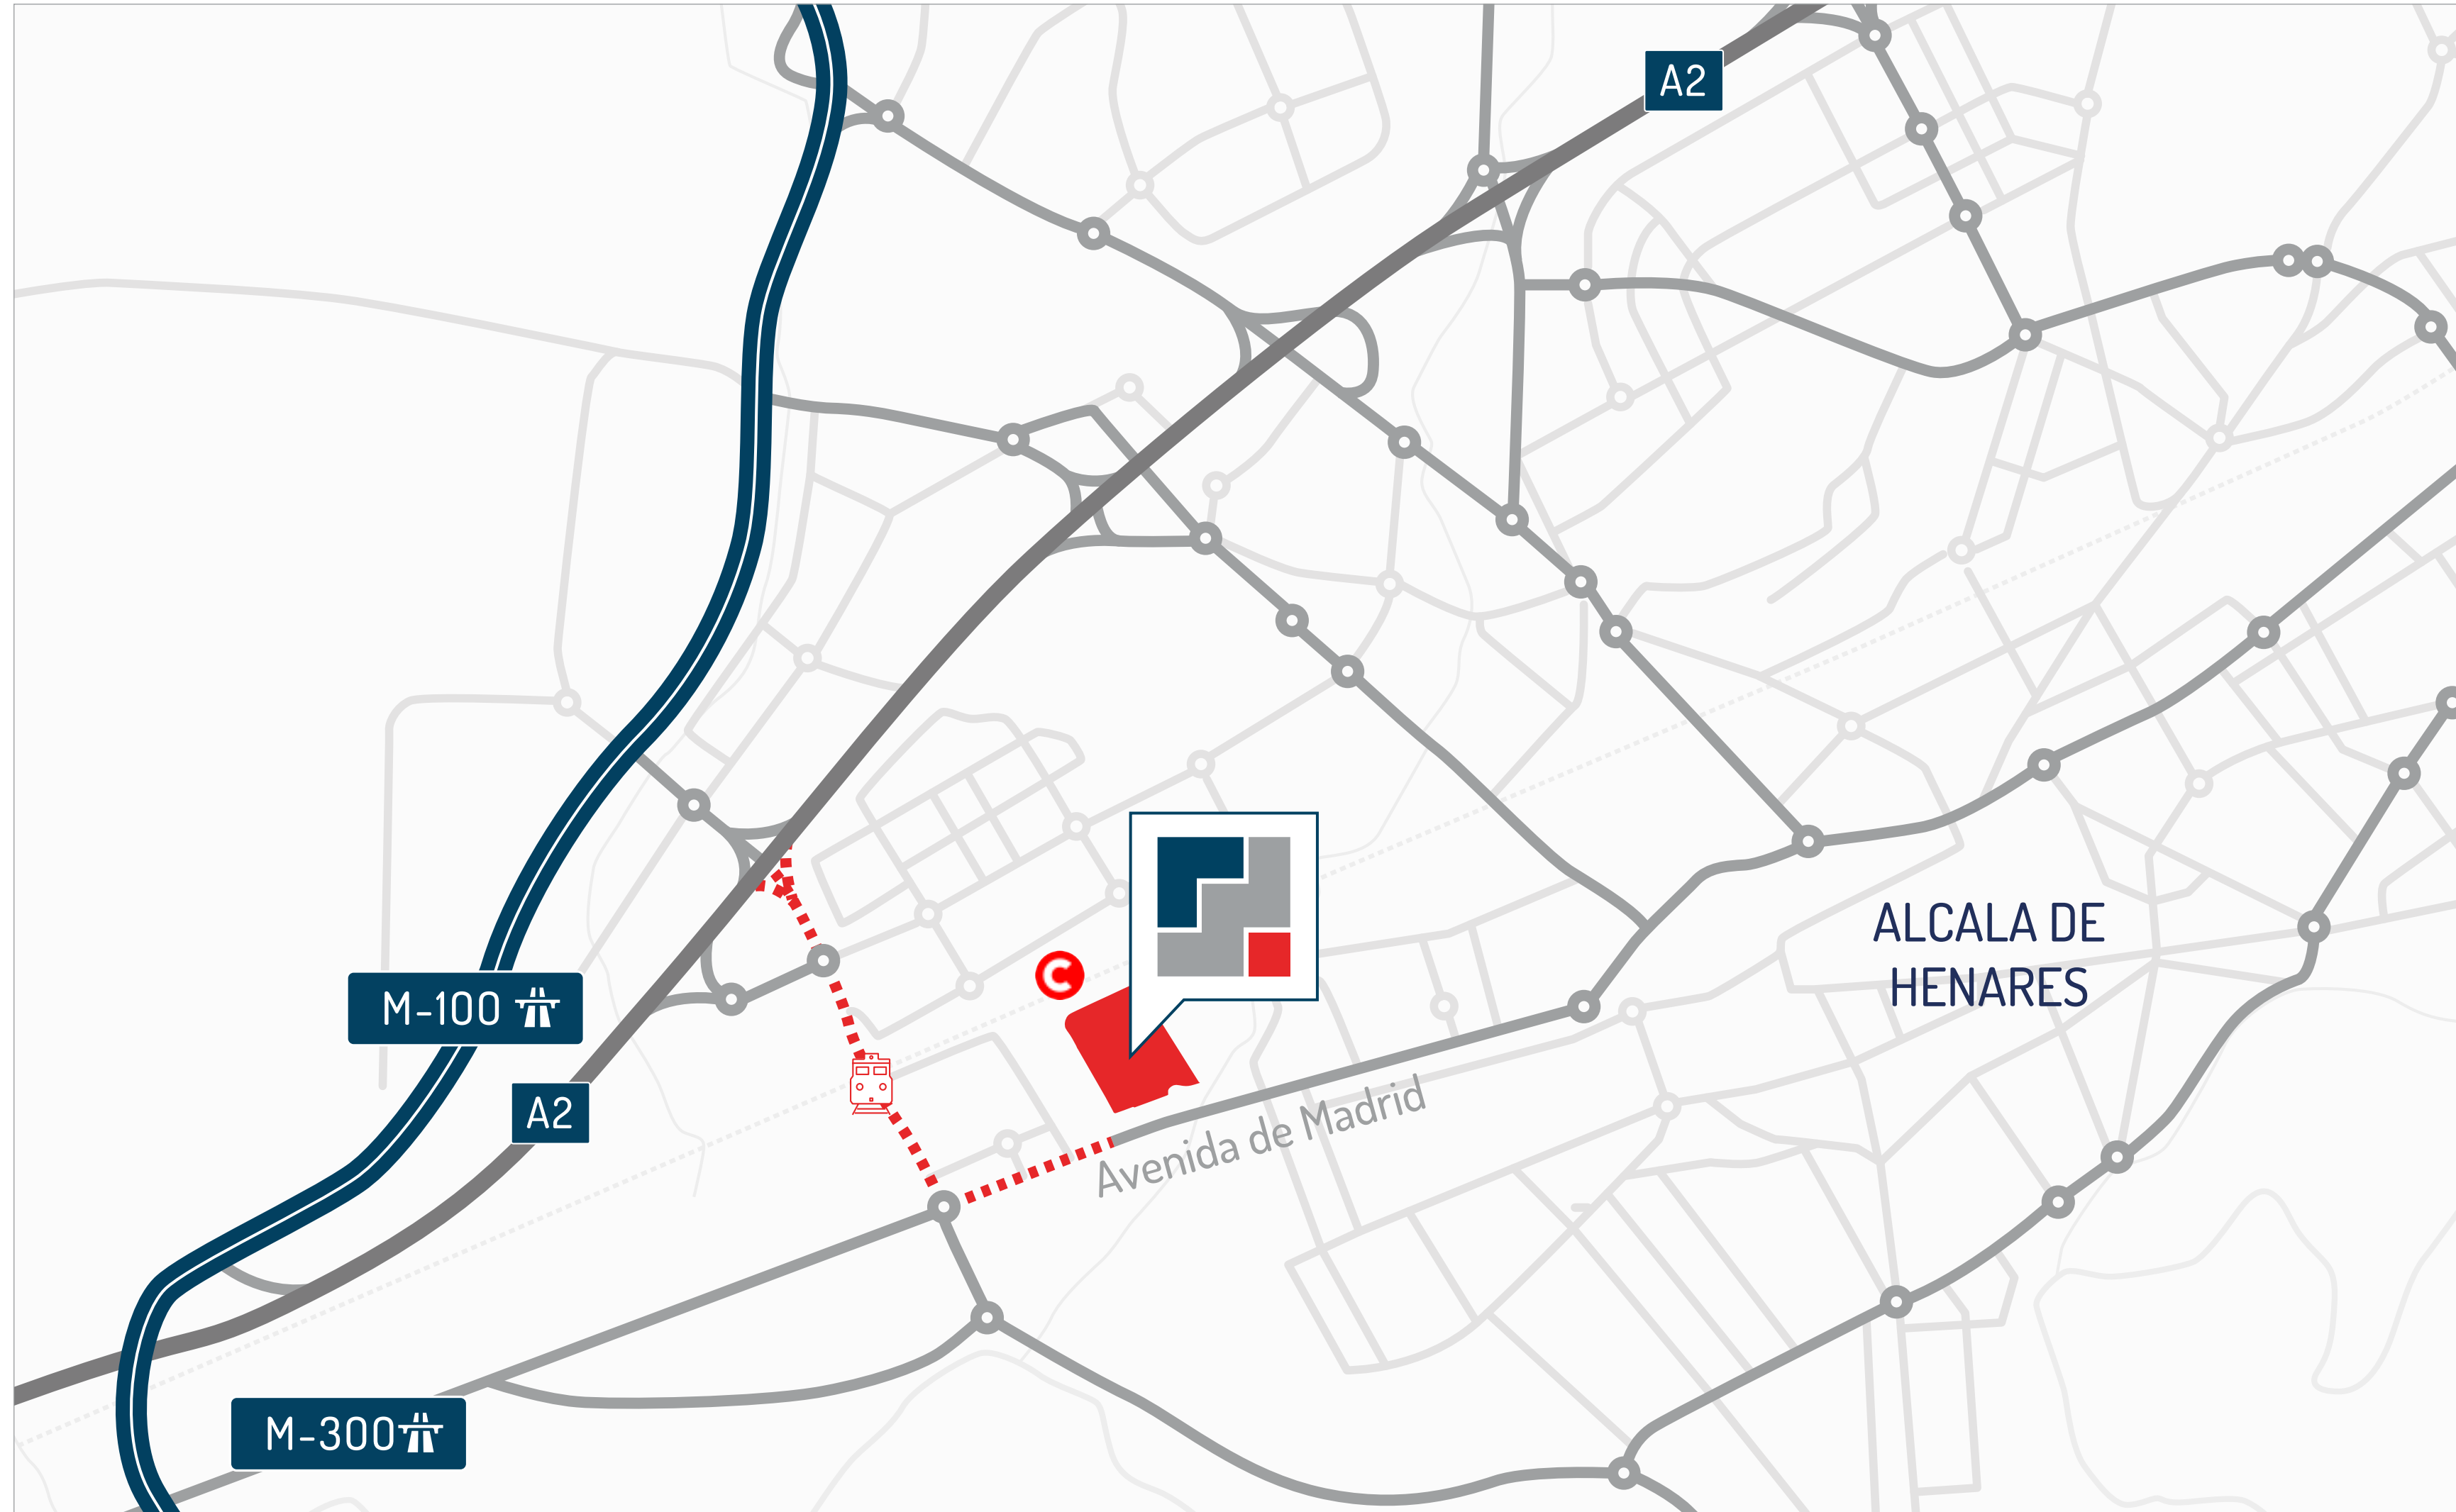 A2
C
ALCALA DE
HENARES
M-100
A2
Avenida de Madrid
M-300